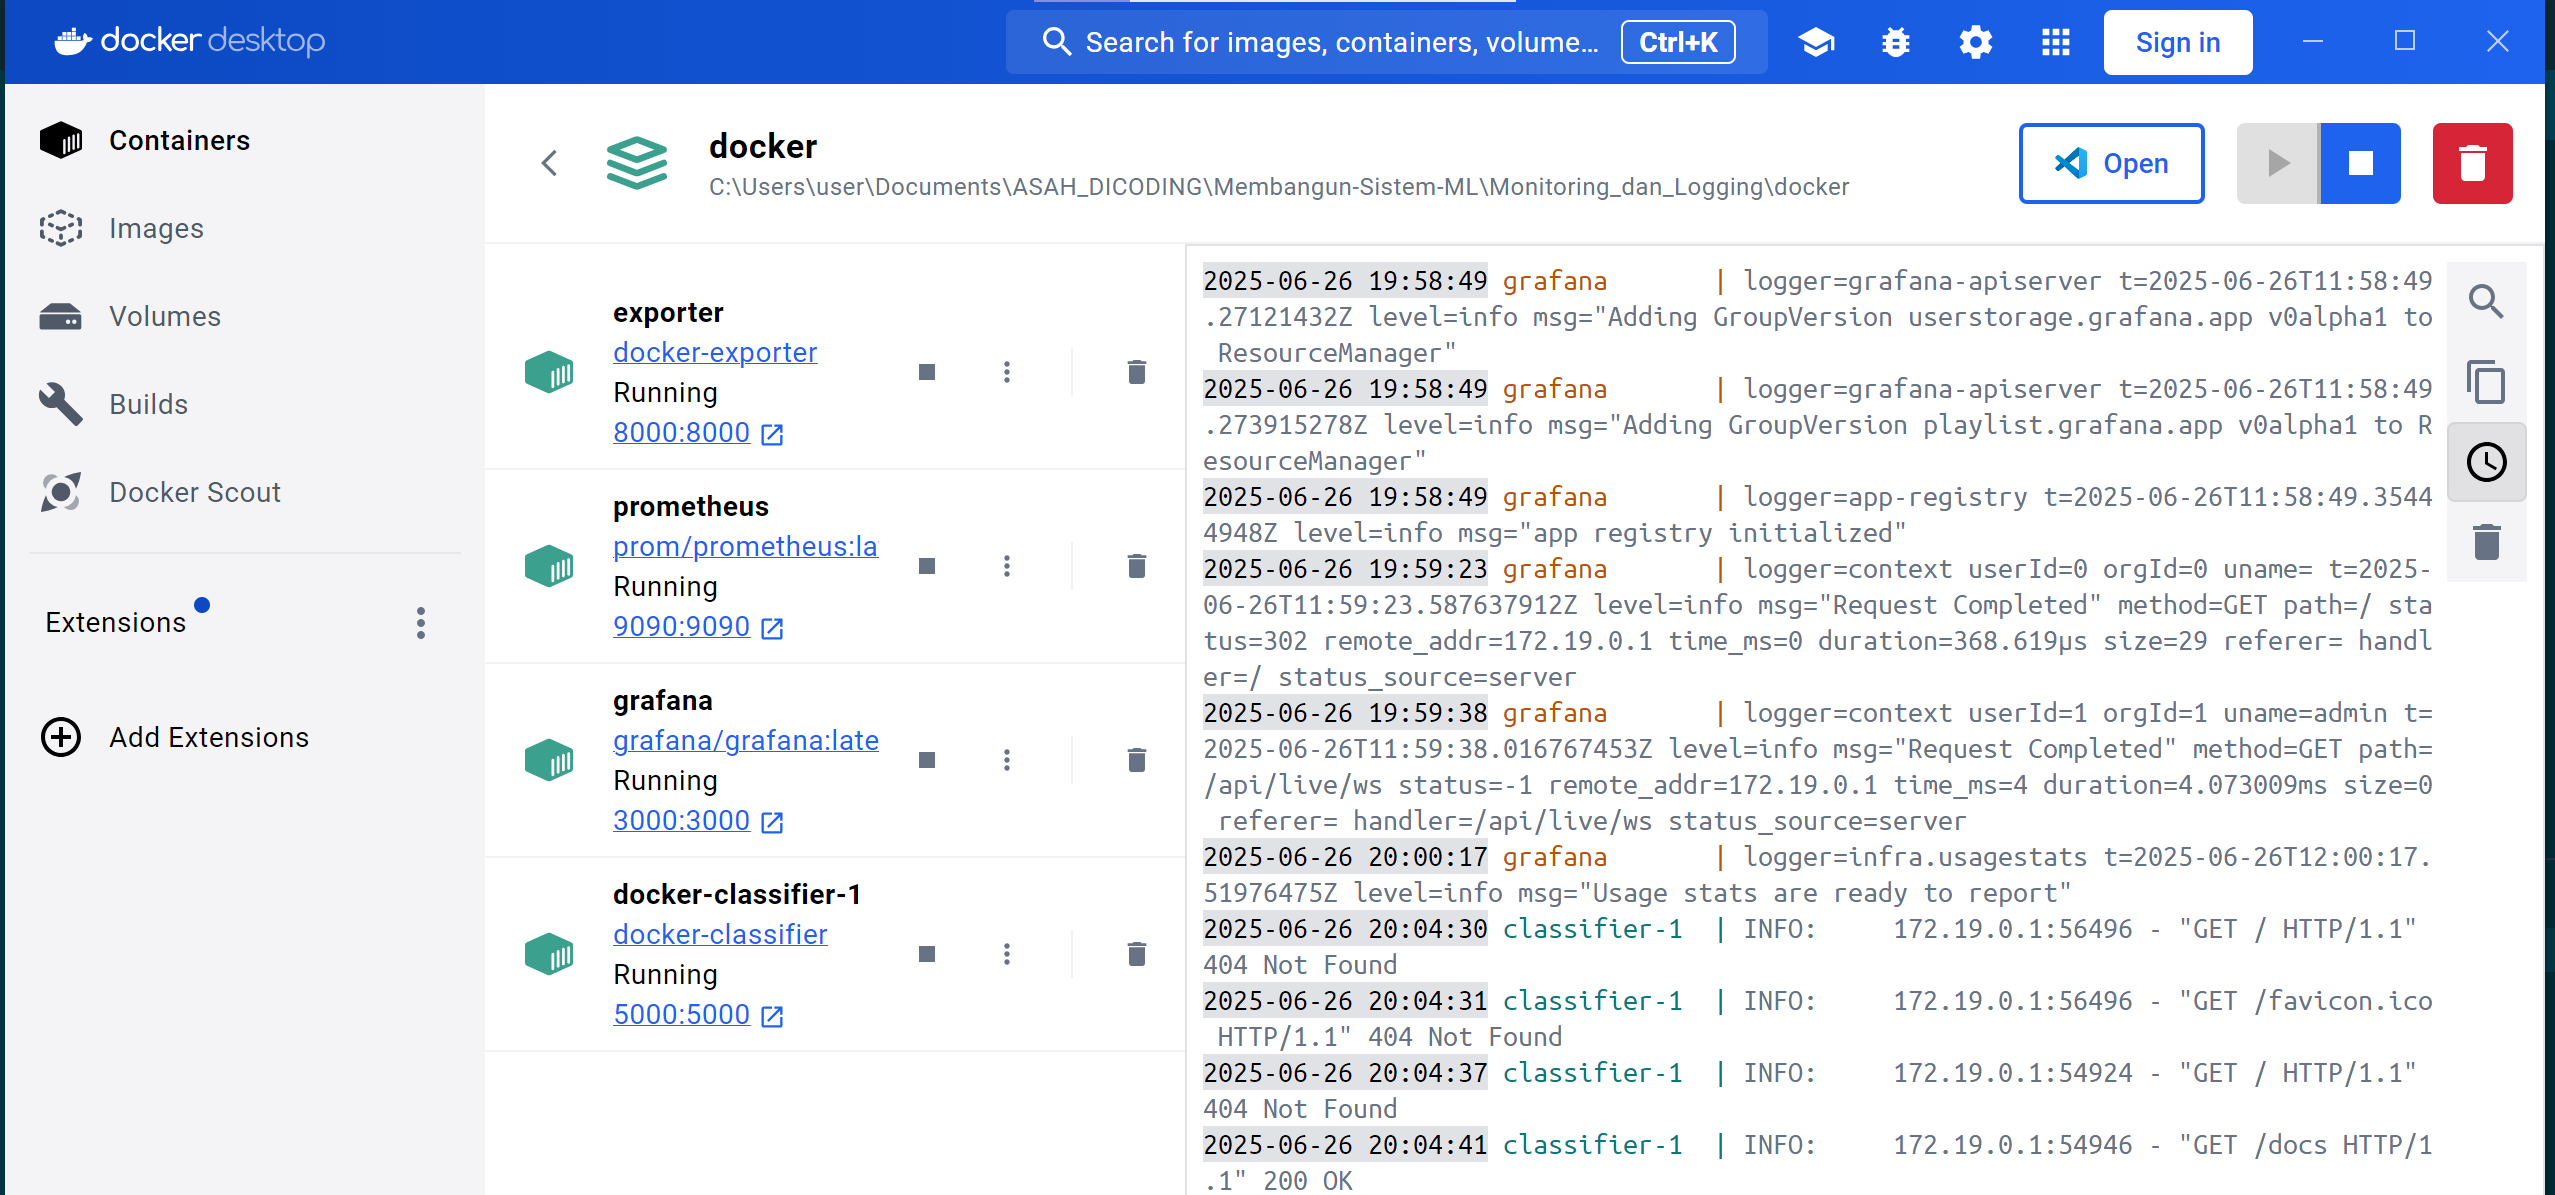 docker desktop
Search for images, containers, volume... Ctrl+K
Sign in
Containers
Images
Volumes
Builds
Docker Scout
Extensions
Add Extensions
docker
C:\Users\user\Documents\ASAH_DICODING\Membangun-Sistem-ML\Monitoring_dan_Logging\docker
Open
exporter
docker-exporter
Running
8000:8000
prometheus
prom/prometheus:la
Running
9090:9090
grafana
grafana/grafana:late
Running
3000:3000
docker-classifier-1
docker-classifier
Running
5000:5000
2025-06-26 19:58:49 grafana | logger=grafana-apiserver t=2025-06-26T11:58:49
.27121432Z level=info msg="Adding GroupVersion userstorage.grafana.app v0alpha1 to
ResourceManager"
2025-06-26 19:58:49 grafana | logger=grafana-apiserver t=2025-06-26T11:58:49
.273915278Z level=info msg="Adding GroupVersion playlist.grafana.app v0alpha1 to R
esourceManager"
2025-06-26 19:58:49 grafana | logger=app-registry t=2025-06-26T11:58:49.3544
4948Z level=info msg="app registry initialized"
2025-06-26 19:59:23 grafana | logger=context userId=0 orgId=0 uname= t=2025-
06-26T11:59:23.587637912Z level=info msg="Request Completed" method=GET path=/ sta
tus=302 remote_addr=172.19.0.1 time_ms=0 duration=368.619µs size=29 referer= handl
er=/ status_source=server
2025-06-26 19:59:38 grafana | logger=context userId=1 orgId=1 uname=admin t=
2025-06-26T11:59:38.016767453Z level=info msg="Request Completed" method=GET path=
/api/live/ws status=-1 remote_addr=172.19.0.1 time_ms=4 duration=4.073009ms size=0
referer= handler=/api/live/ws status_source=server
2025-06-26 20:00:17 grafana | logger=infra.usagestats t=2025-06-26T12:00:17.
51976475Z level=info msg="Usage stats are ready to report"
2025-06-26 20:04:30 classifier-1 | INFO: 172.19.0.1:56496 - "GET / HTTP/1.1"
404 Not Found
2025-06-26 20:04:31 classifier-1 | INFO: 172.19.0.1:56496 - "GET /favicon.ico
HTTP/1.1" 404 Not Found
2025-06-26 20:04:37 classifier-1 | INFO: 172.19.0.1:54924 - "GET / HTTP/1.1"
404 Not Found
2025-06-26 20:04:41 classifier-1 | INFO: 172.19.0.1:54946 - "GET /docs HTTP/1
.1" 200 OK